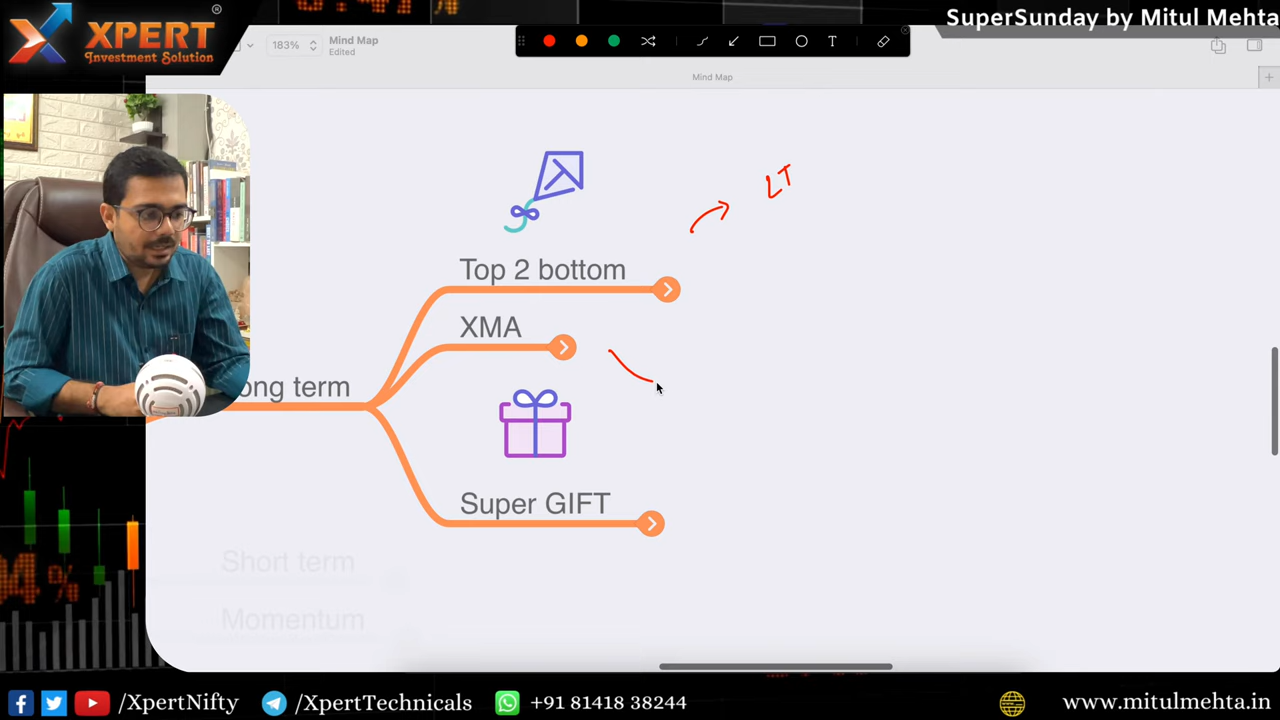 XPERT®
Investment Solution
SuperSunday by Mitul Mehta
183%
Mind Map
Edited
T
Mind Map
LT
Top 2 bottom
XMA
ong term
Super GIFT
Short term
Momentum
4%
/XpertNifty
/XpertTechnicals
+91 81418 38244
www.mitulmehta.in